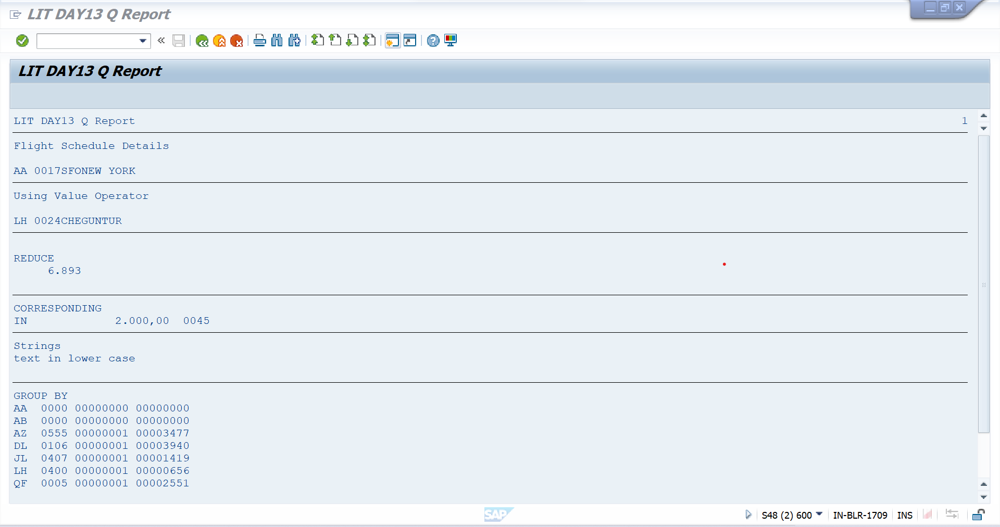 LIT DAY13 Q Report
LIT DAY13 Q Report
LIT DAY13 Q Report 1
Flight Schedule Details
AA 0017SFONEW YORK
Using Value Operator
LH 0024CHEGUNTUR
REDUCE
6.893
CORRESPONDING
IN 2.000,00 0045
Strings
text in lower case
GROUP BY
AA 0000 00000000 00000000
AB 0000 00000000 00000000
AZ 0555 00000001 00003477
DL 0106 00000001 00003940
JL 0407 00000001 00001419
LH 0400 00000001 00000656
QF 0005 00000001 00002551
SAP S48 (2) 600 IN-BLR-1709 INS